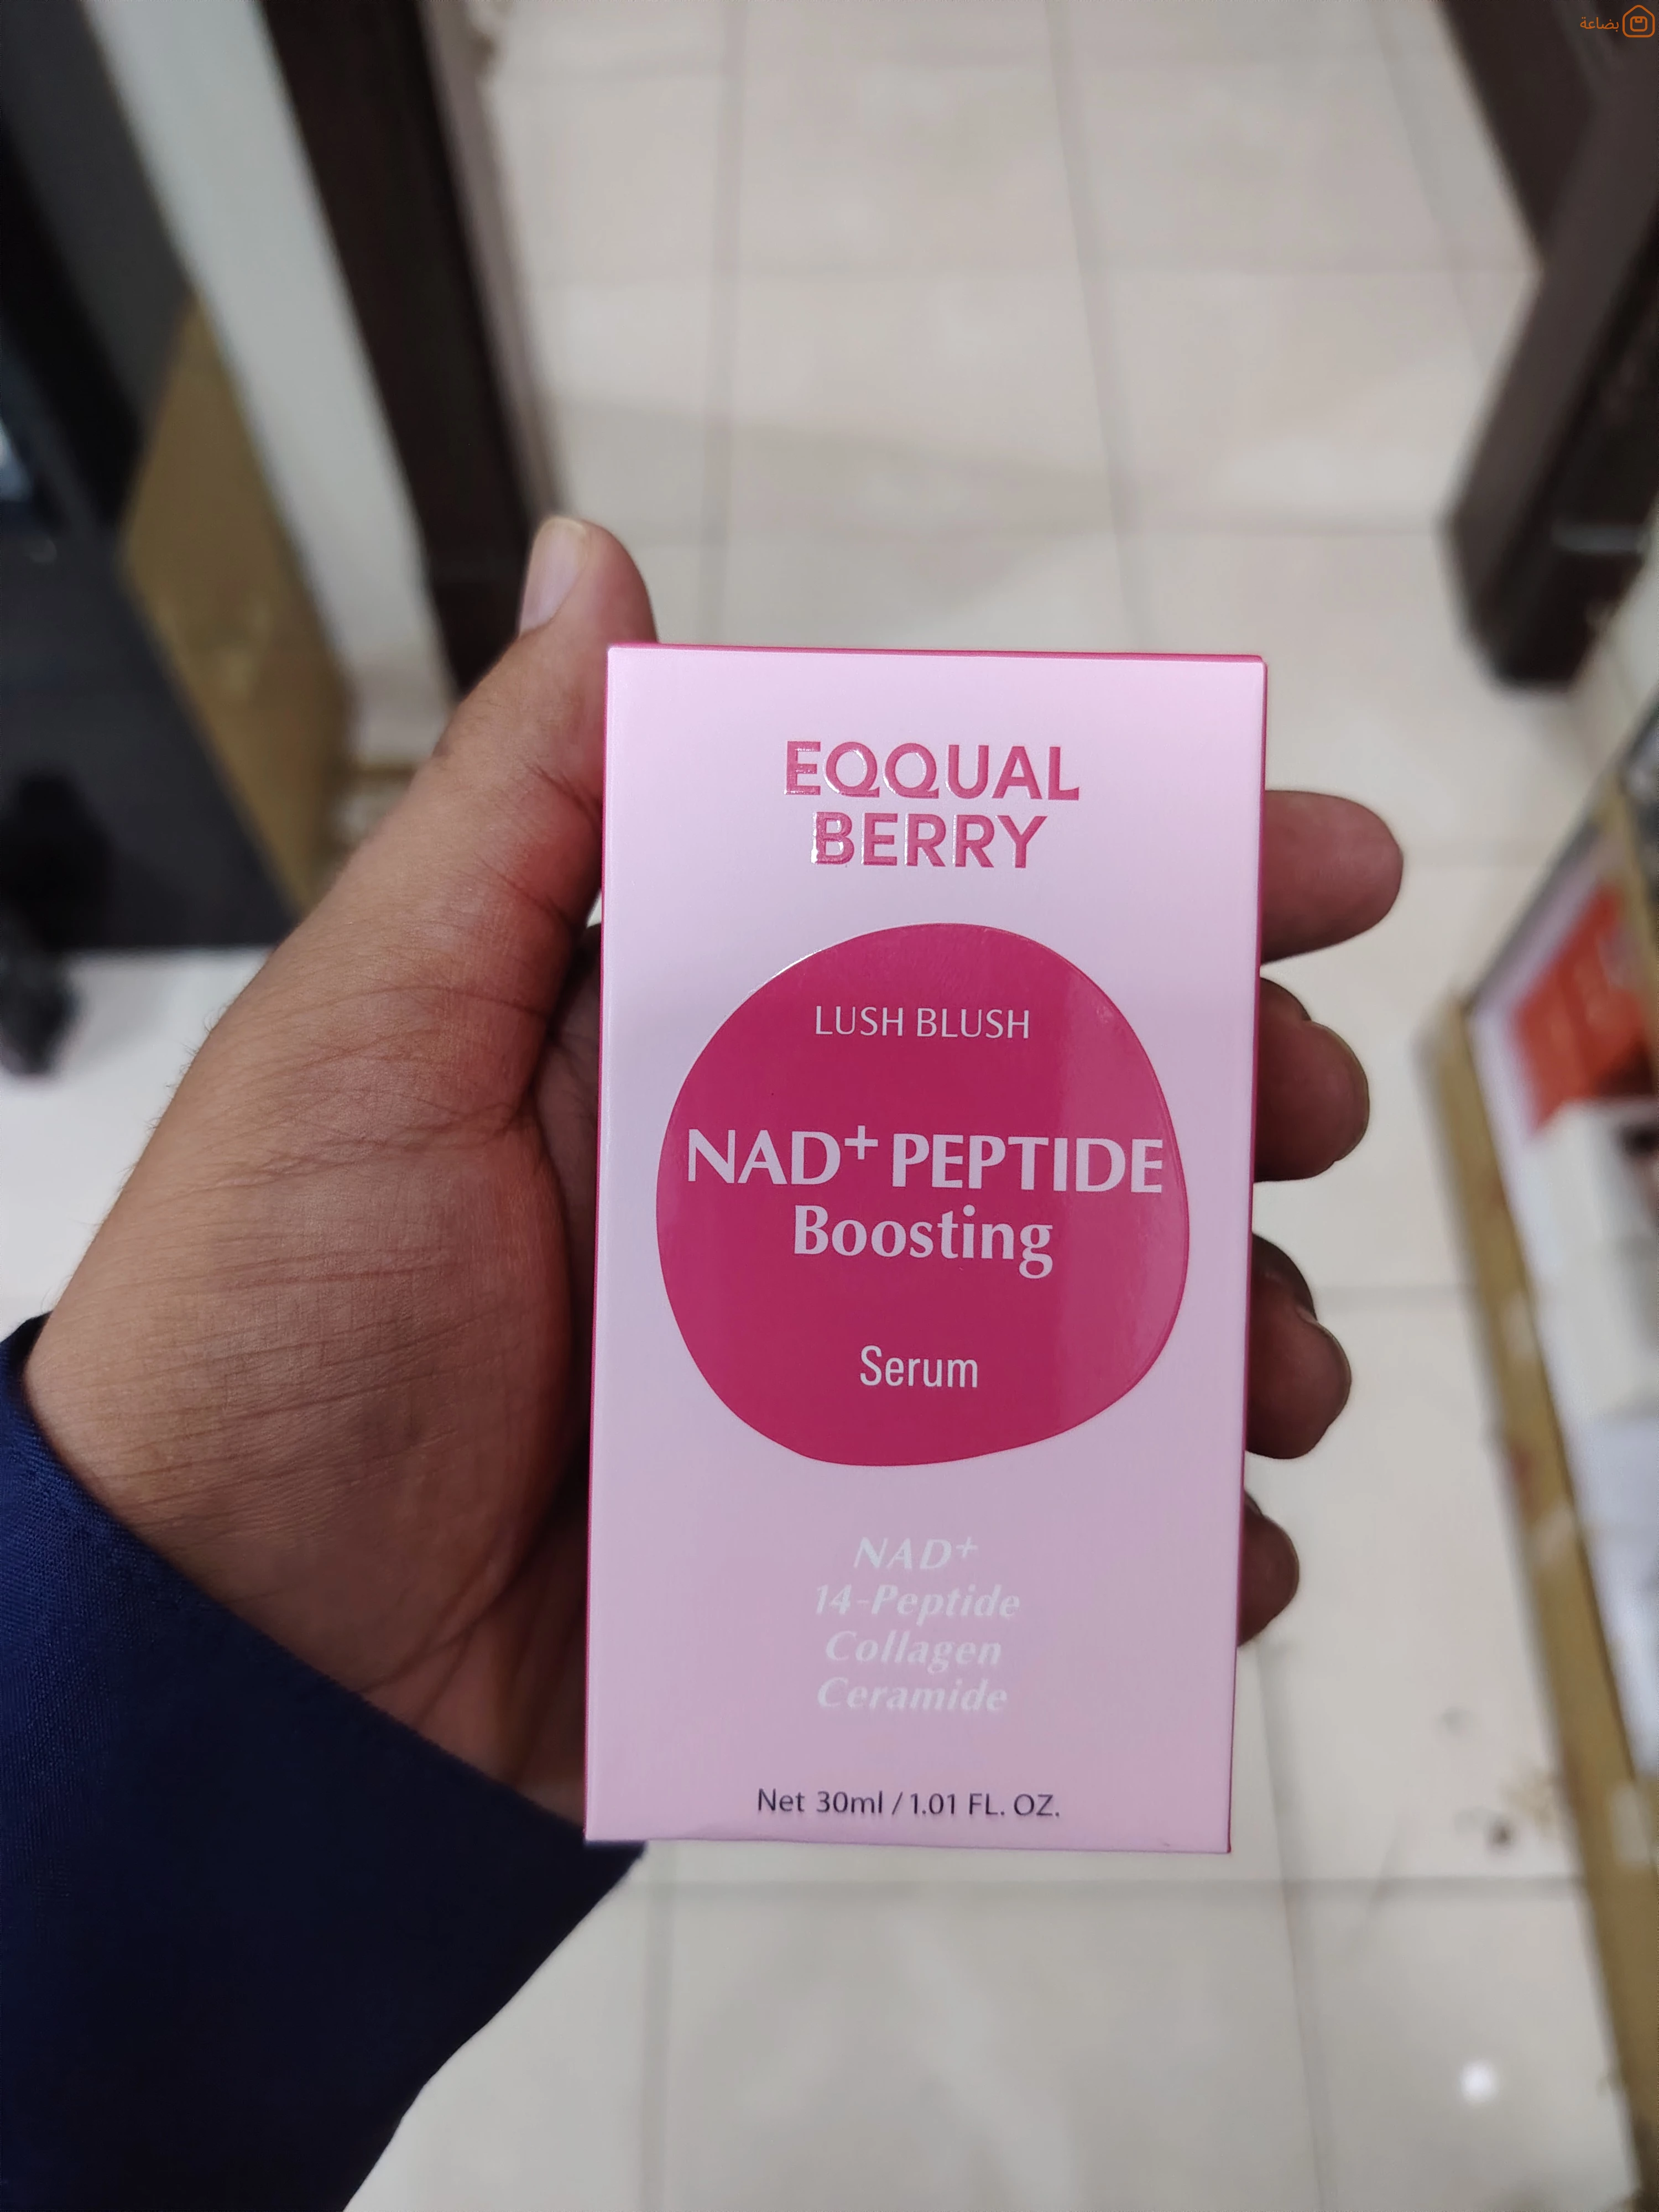 بضاعة
EQQUAL
BERRY
LUSH BLUSH
NAD+ PEPTIDE
Boosting
Serum
NAD+
14-Peptide
Collagen
Ceramide
Net 30ml / 1.01 FL. OZ.